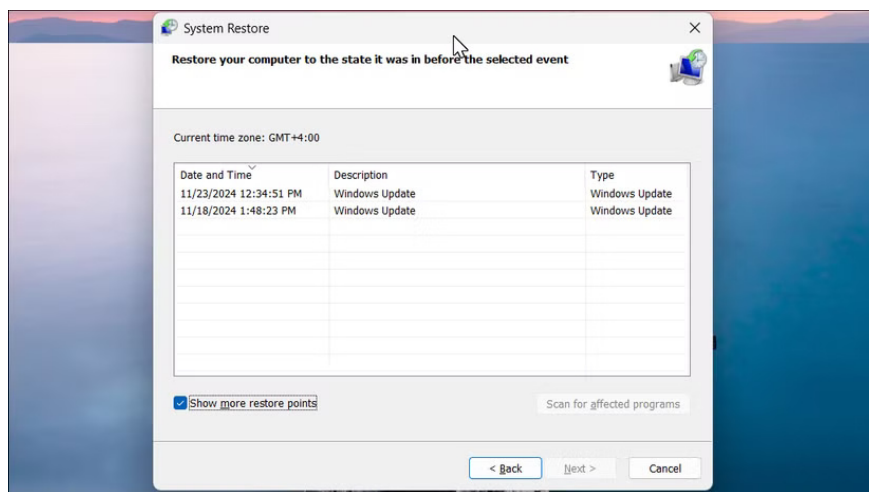 System Restore
Restore your computer to the state it was in before the selected event
Current time zone: GMT+4:00
Date and Time Description Type
11/23/2024 12:34:51 PM Windows Update Windows Update
11/18/2024 1:48:23 PM Windows Update Windows Update
Show more restore points Scan for affected programs
< Back Next > Cancel